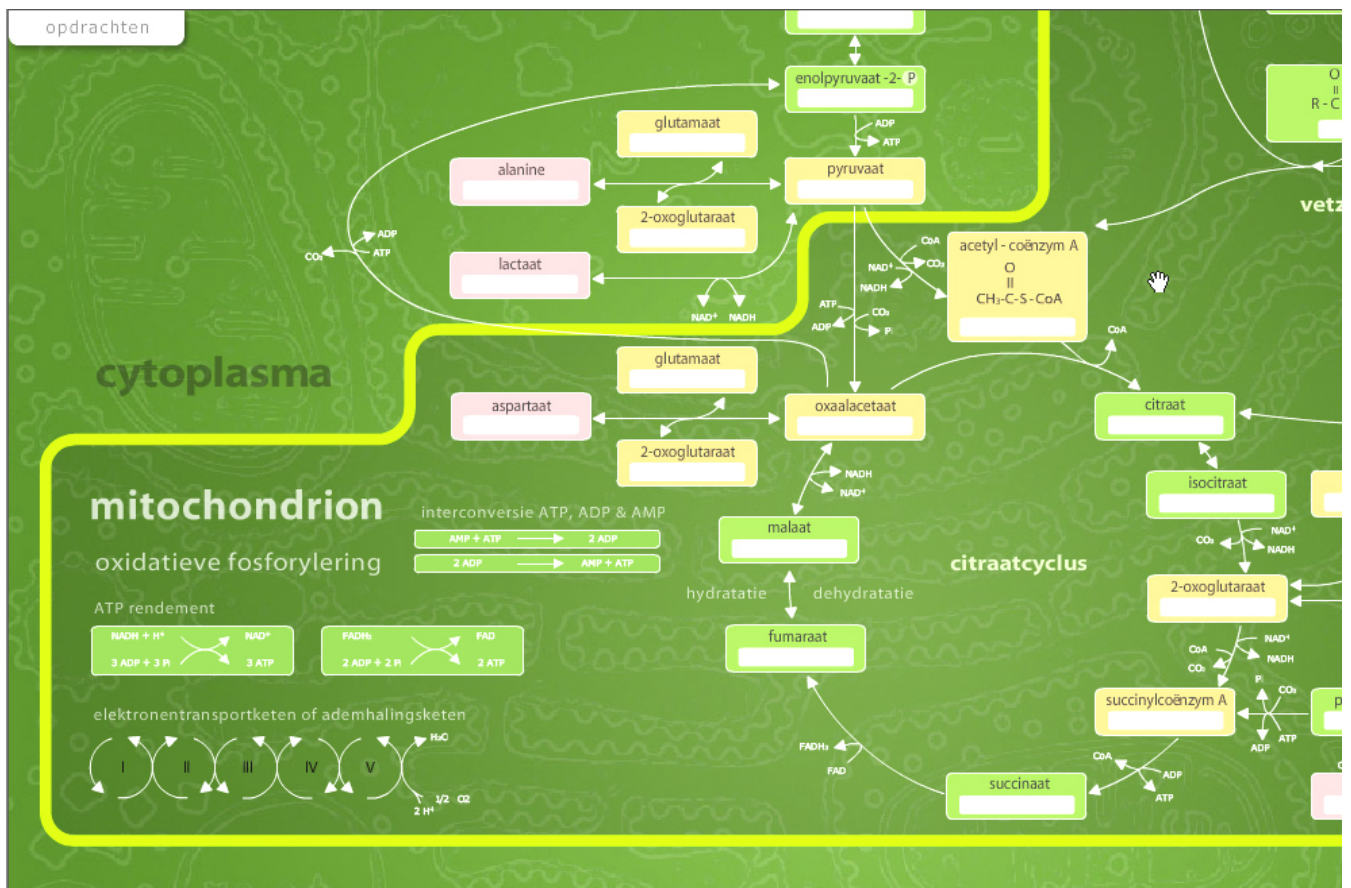 opdrachten
enolpyruvaat -2- P
ADP
ATP
glutamaat
alanine
pyruvaat
2-oxoglutaraat
lactaat
NAD⁺ NADH
ADP
ATP
CO₂
O
R - C
vetz
acetyl - coënzym A
O
CH₃-C-S-CoA
CoA
CO₂
NAD⁺
NADH
ATP
CO₂
ADP
Pᵢ
CoA
cytoplasma
glutamaat
aspartaat
oxaalacetaat
citraat
2-oxoglutaraat
NADH
NAD⁺
isocitraat
mitochondrion
interconversie ATP, ADP & AMP
AMP + ATP 2 ADP
2 ADP AMP + ATP
malaat
CO₂
NAD⁺
NADH
oxidatieve fosforylering
citraatcyclus
2-oxoglutaraat
hydratatie dehydratatie
ATP rendement
NADH + H⁺ NAD⁺
3 ADP + 3 Pᵢ 3 ATP
FADH₂ FAD
2 ADP + 2 Pᵢ 2 ATP
fumaraat
CoA
CO₂
NAD⁺
NADH
succinylcoënzym A
Pᵢ
CO₂
ADP
ATP
p
elektronentransportketen of ademhalingsketen
I II III IV V
H₂O
1/2 O2
2 H⁺
FADH₂
FAD
succinaat
CoA
ADP
ATP